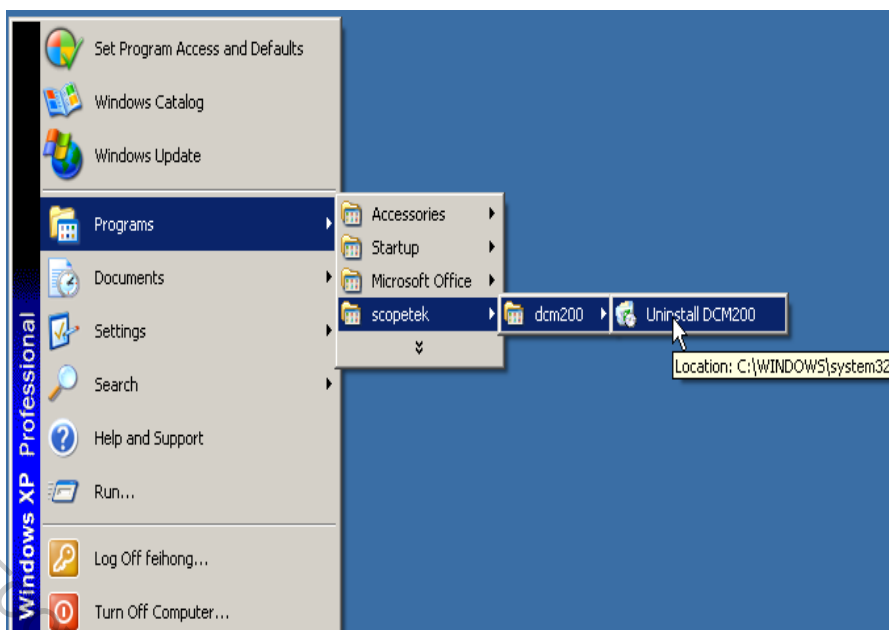 Set Program Access and Defaults
Windows Catalog
Windows Update
Programs
Documents
Settings
Search
Help and Support
Run...
Log Off feihong...
Turn Off Computer...
Windows XP Professional
Accessories
Startup
Microsoft Office
scopetek
dcm200
Uninstall DCM200
Location: C:\WINDOWS\system32